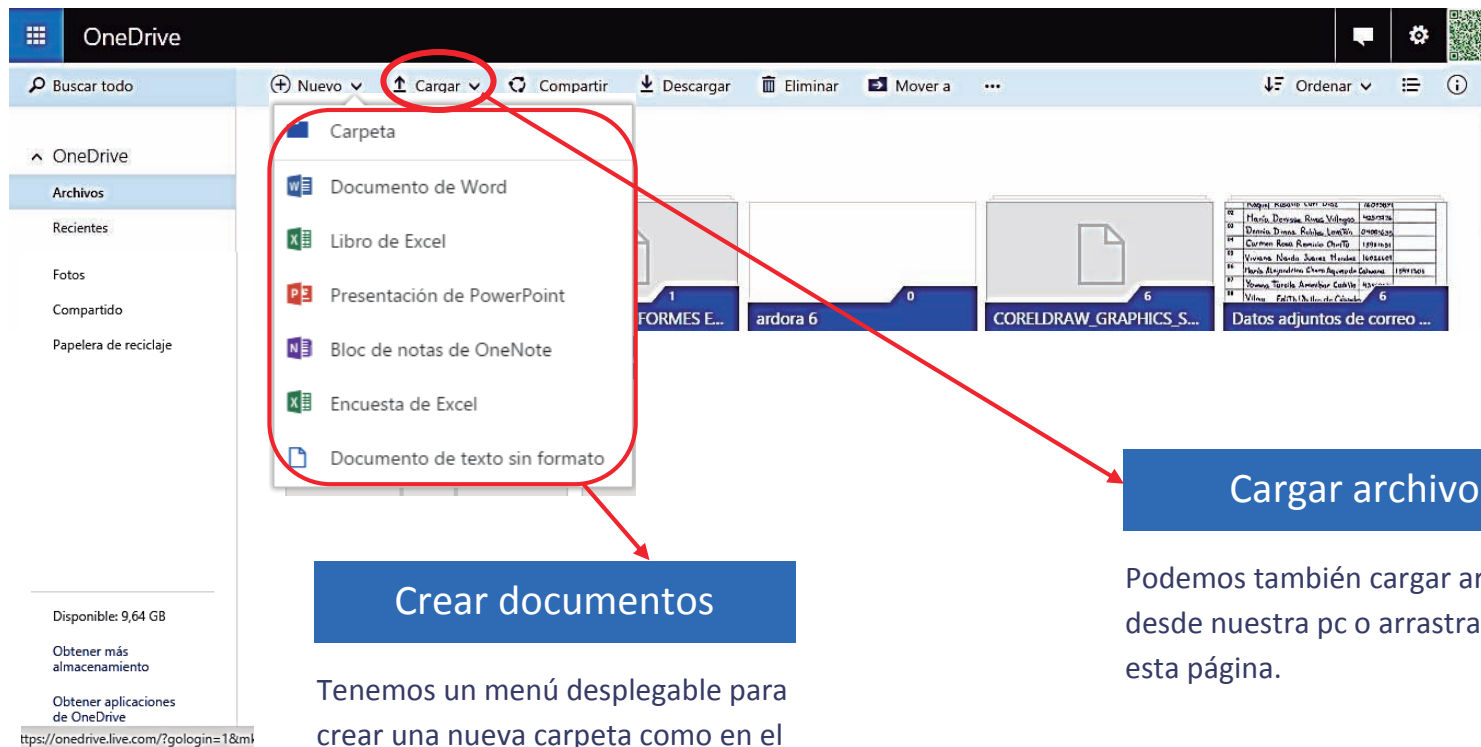 OneDrive
Buscar todo
Nuevo
Cargar
Compartir
Descargar
Eliminar
Mover a
...
Ordenar
OneDrive
Archivos
Recientes
Fotos
Compartido
Papelera de reciclaje
Disponible: 9,64 GB
Obtener más
almacenamiento
Obtener aplicaciones
de OneDrive
ttps://onedrive.live.com/?gologin=1&mk
Carpeta
Documento de Word
Libro de Excel
Presentación de PowerPoint
Bloc de notas de OneNote
Encuesta de Excel
Documento de texto sin formato
1
FORMES E...
0
ardora 6
6
CORELDRAW_GRAPHICS_S...
6
Datos adjuntos de correo ...
Crear documentos
Tenemos un menú desplegable para
crear una nueva carpeta como en el
Cargar archivo
Podemos también cargar ar
desde nuestra pc o arrastra
esta página.